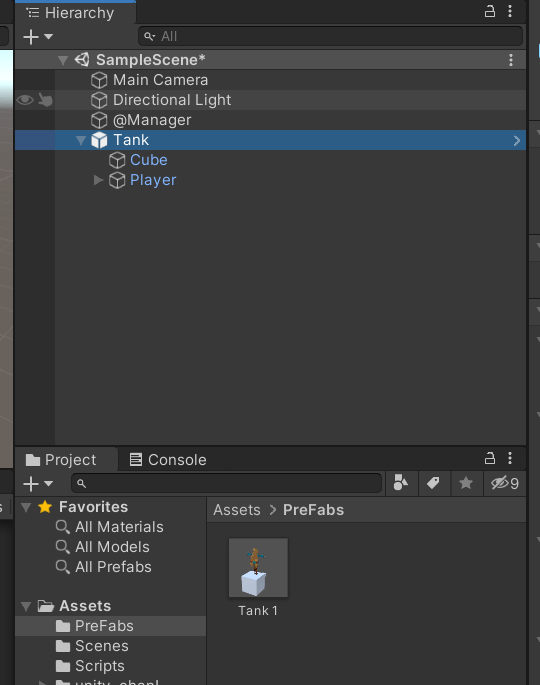 Hierarchy
All
SampleScene*
Main Camera
Directional Light
@Manager
Tank
Cube
Player
Project
Console
9
Favorites
Assets > PreFabs
All Materials
All Models
All Prefabs
Tank 1
Assets
PreFabs
Scenes
Scripts